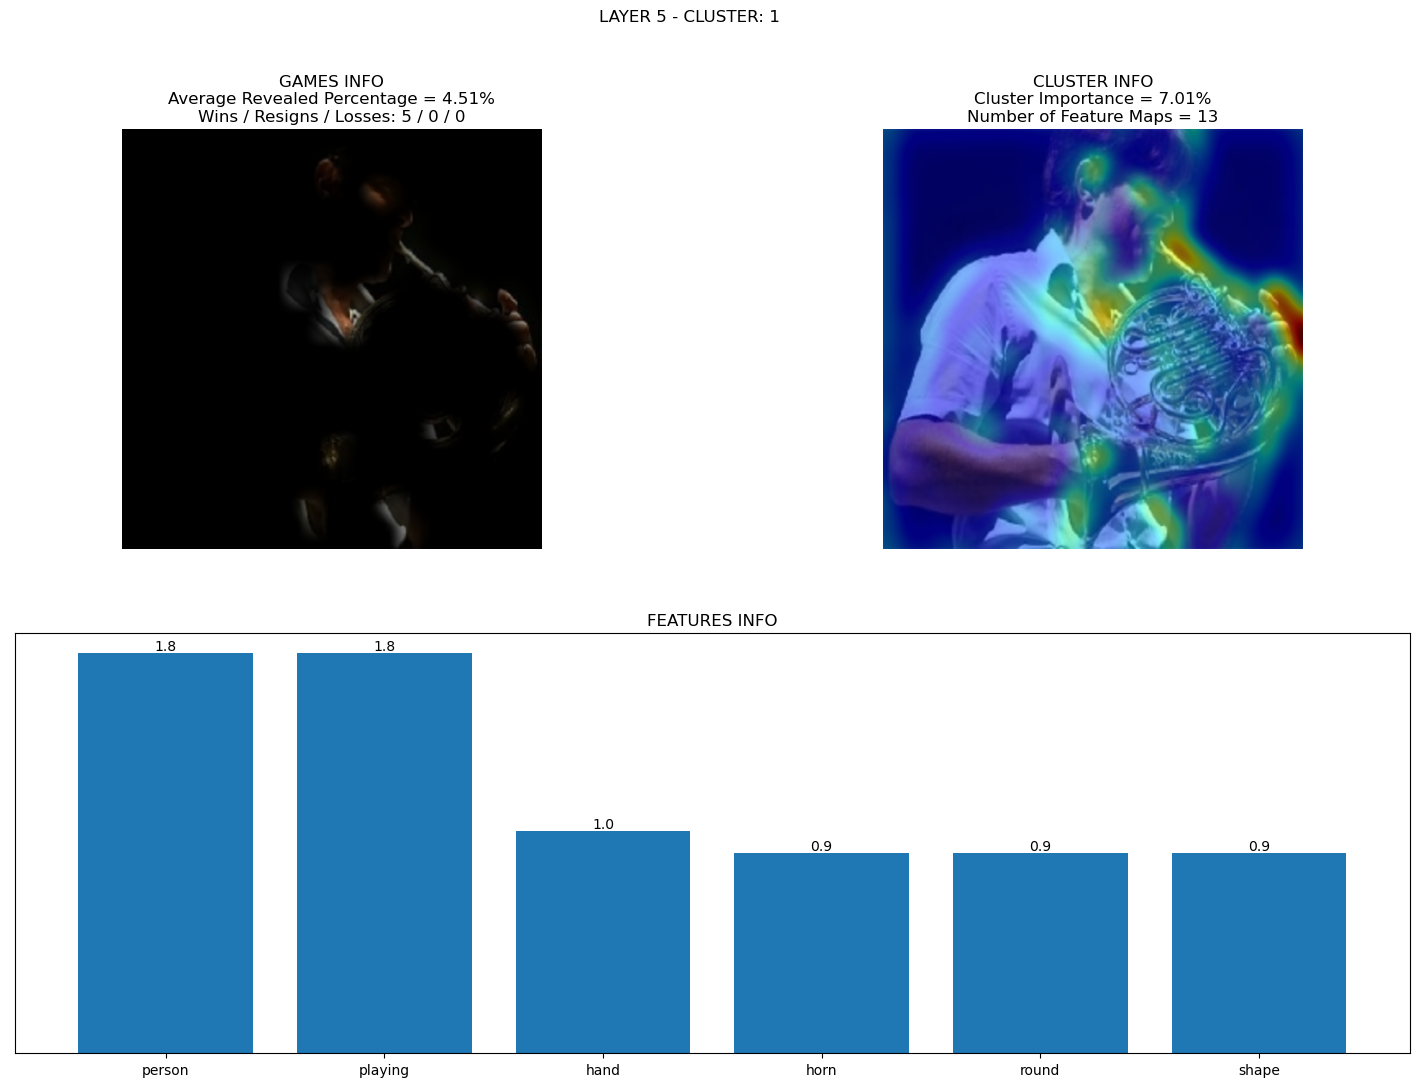 LAYER 5 - CLUSTER: 1
GAMES INFO
Average Revealed Percentage = 4.51%
Wins / Resigns / Losses: 5 / 0 / 0
CLUSTER INFO
Cluster Importance = 7.01%
Number of Feature Maps = 13
FEATURES INFO
1.8
1.8
1.0
0.9
0.9
0.9
person
playing
hand
horn
round
shape